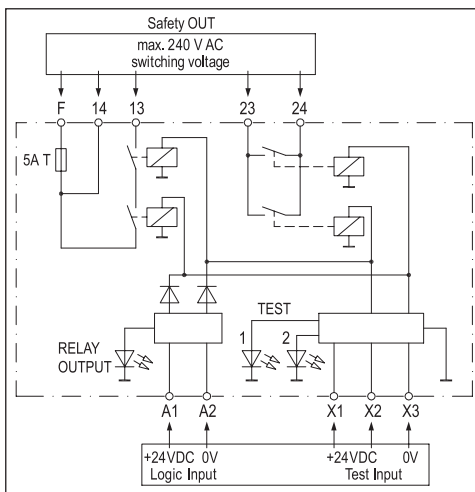 Safety OUT
max. 240 V AC
switching voltage
F 14 13 23 24
5A T
TEST
1 2
RELAY
OUTPUT
A1 A2 X1 X2 X3
+24VDC 0V +24VDC 0V
Logic Input Test Input